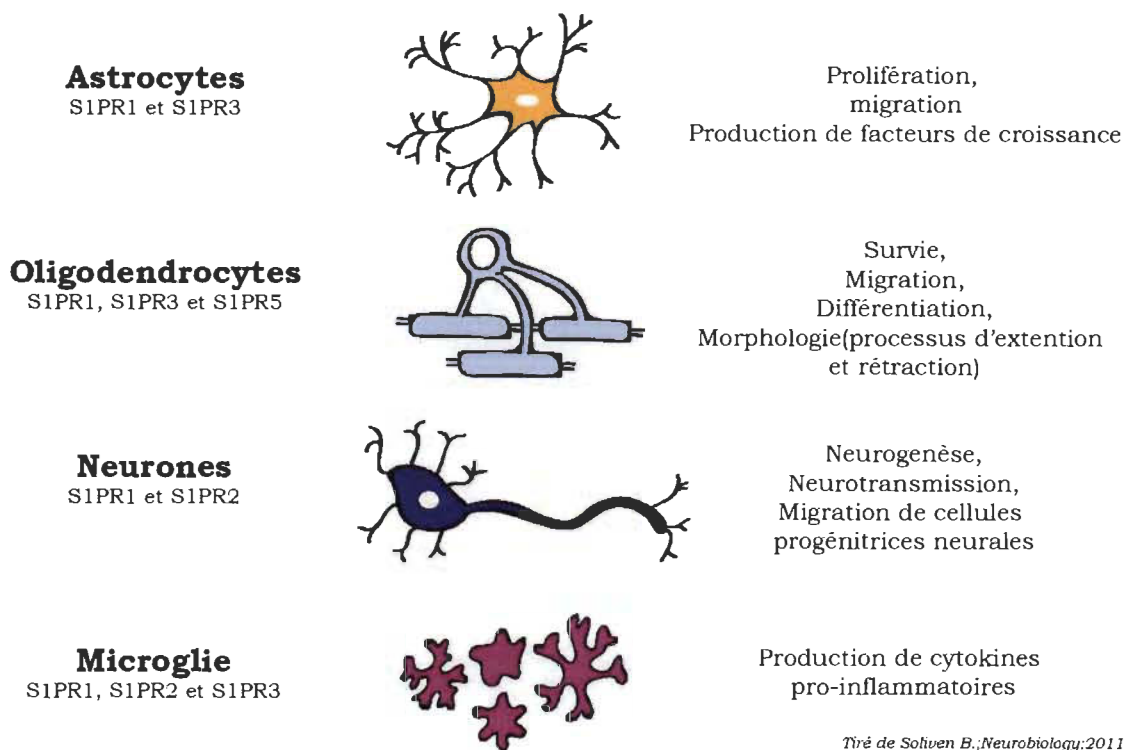 Astrocytes
S1PR1 et S1PR3
Prolifération,
migration
Production de facteurs de croissance
Oligodendrocytes
S1PR1, S1PR3 et S1PR5
Survie,
Migration,
Différentiation,
Morphologie(processus d'extention
et rétraction)
Neurones
S1PR1 et S1PR2
Neurogenèse,
Neurotransmission,
Migration de cellules
progénitrices neurales
Microglie
S1PR1, S1PR2 et S1PR3
Production de cytokines
pro-inflammatoires
Tiré de Soliven B.;Neurobiology;2011